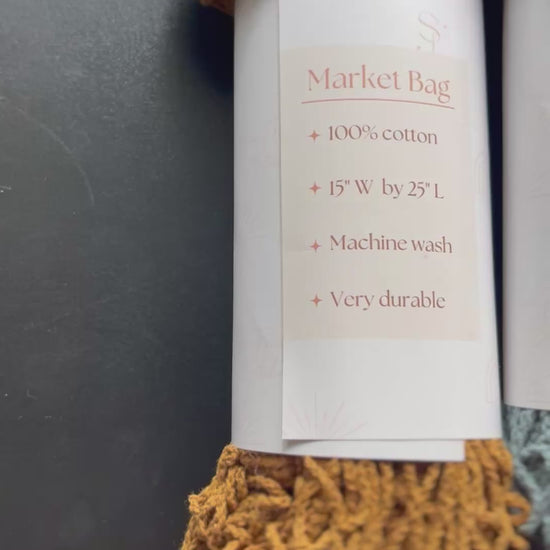 Market Bag
100% cotton
15" W by 25" L
Machine wash
Very durable